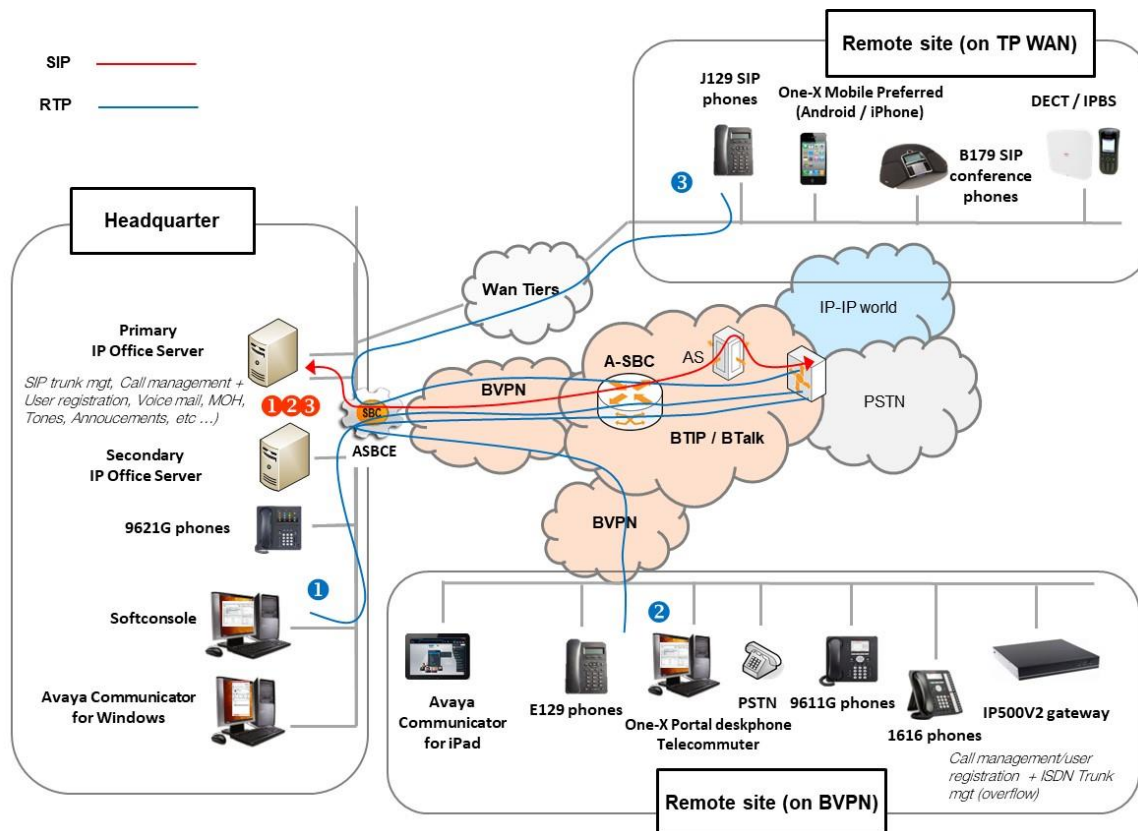 SIP
RTP
Remote site (on TP WAN)
J129 SIP
phones
One-X Mobile Preferred
(Android / iPhone)
B179 SIP
conference
phones
DECT / IPBS
❸
Headquarter
Wan Tiers
IP-IP world
Primary
IP Office Server
SIP trunk mgt, Call management +
User registration, Voice mail, MOH,
Tones, Annoucements, etc ...)
❶❷❸
SBC
ASBCE
BVPN
A-SBC
AS
BTIP / BTalk
PSTN
Secondary
IP Office Server
9621G phones
BVPN
❶
Softconsole
Avaya Communicator
for Windows
❷
Avaya
Communicator
for iPad
E129 phones
One-X Portal deskphone
Telecommuter
PSTN
9611G phones
1616 phones
IP500V2 gateway
Call management/user
registration + ISDN Trunk
mgt (overflow)
Remote site (on BVPN)